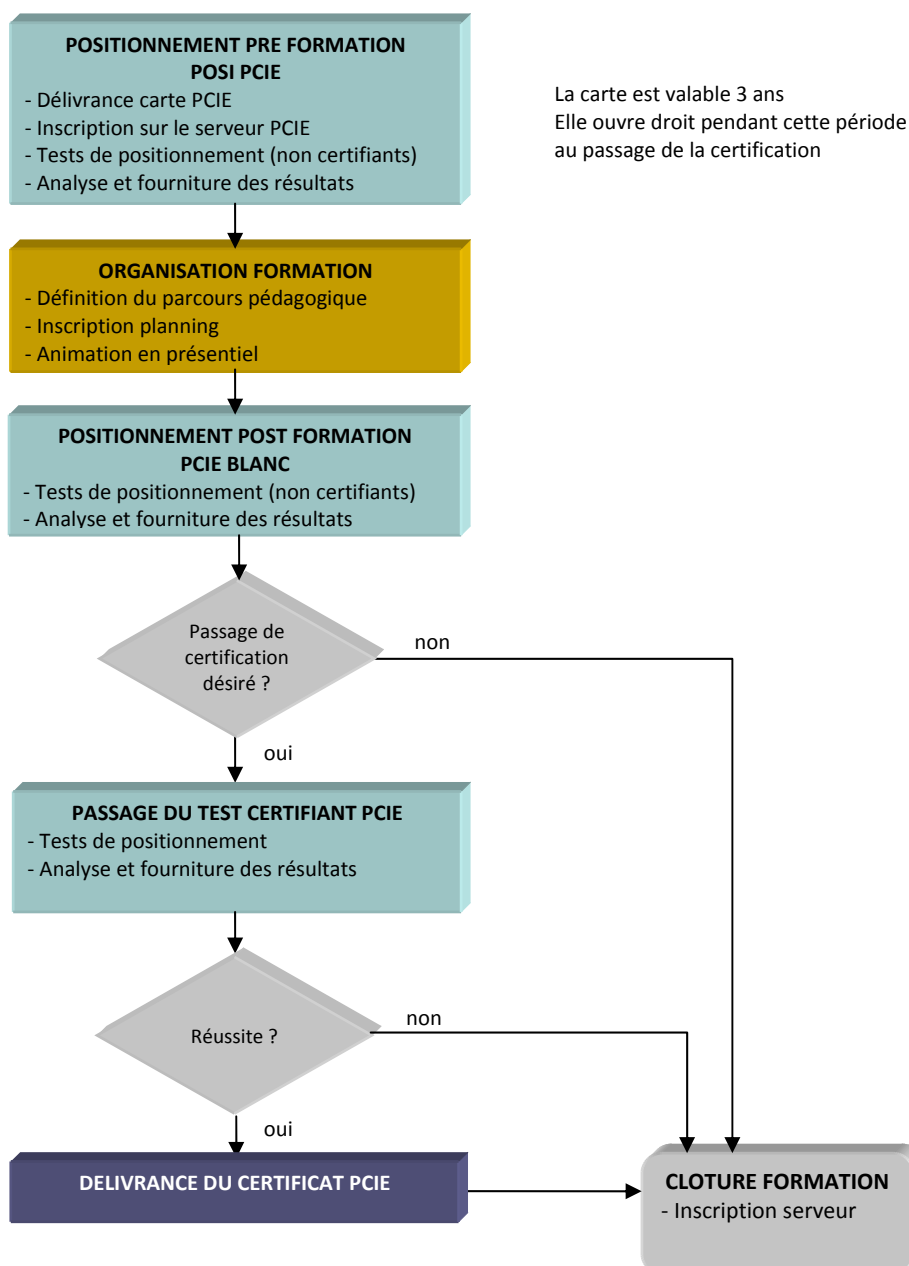 POSITIONNEMENT PRE FORMATION
POSI PCIE
- Délivrance carte PCIE
- Inscription sur le serveur PCIE
- Tests de positionnement (non certifiants)
- Analyse et fourniture des résultats
La carte est valable 3 ans
Elle ouvre droit pendant cette période
au passage de la certification
ORGANISATION FORMATION
- Définition du parcours pédagogique
- Inscription planning
- Animation en présentiel
POSITIONNEMENT POST FORMATION
PCIE BLANC
- Tests de positionnement (non certifiants)
- Analyse et fourniture des résultats
Passage de
certification
désiré ?
non
oui
PASSAGE DU TEST CERTIFIANT PCIE
- Tests de positionnement
- Analyse et fourniture des résultats
Réussite ?
non
oui
DELIVRANCE DU CERTIFICAT PCIE
CLOTURE FORMATION
- Inscription serveur